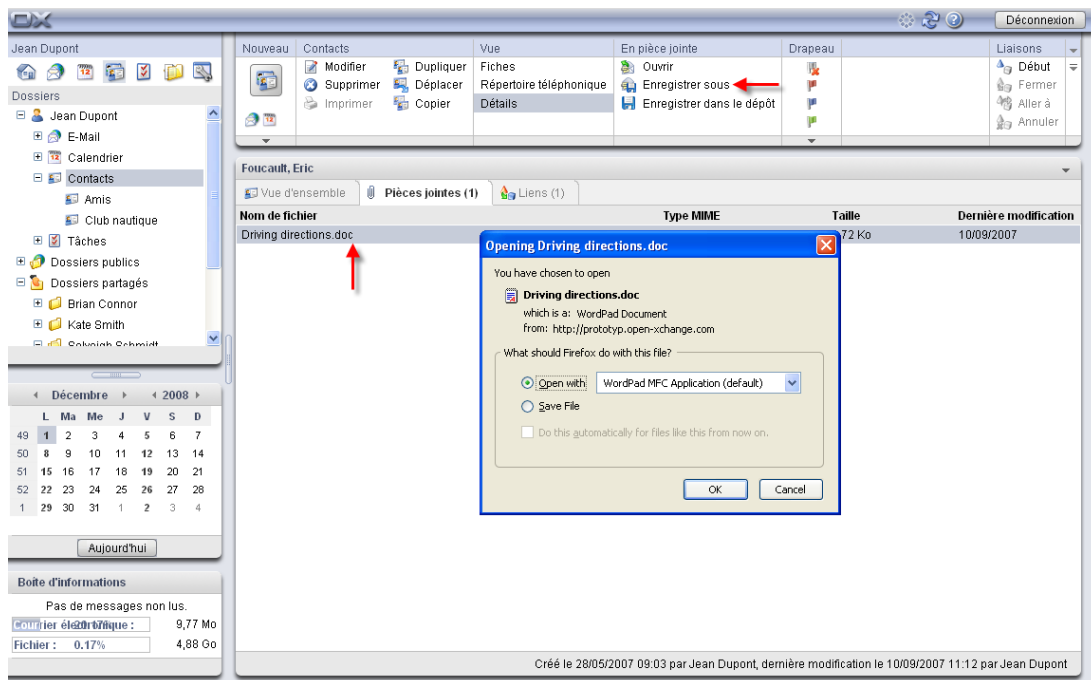 OX
Déconnexion
Jean Dupont
Dossiers
Jean Dupont
E-Mail
Calendrier
Contacts
Amis
Club nautique
Tâches
Dossiers publics
Dossiers partagés
Brian Connor
Kate Smith
Solveigh Schmidt
Décembre 2008
L Ma Me J V S D
49 1 2 3 4 5 6 7
50 8 9 10 11 12 13 14
51 15 16 17 18 19 20 21
52 22 23 24 25 26 27 28
1 29 30 31 1 2 3 4
Aujourd'hui
Boîte d'informations
Pas de messages non lus.
Courrier électronique : 9,77 Mo
Fichier : 0.17% 4,88 Go
Nouveau Contacts Vue En pièce jointe Drapeau Liaisons
Modifier Dupliquer Fiches Ouvrir Début
Supprimer Déplacer Répertoire téléphonique Enregistrer sous Fermer
Imprimer Copier Détails Enregistrer dans le dépôt Aller à
Annuler
Foucault, Eric
Vue d'ensemble Pièces jointes (1) Liens (1)
Nom de fichier Type MIME Taille Dernière modification
Driving directions.doc 72 Ko 10/09/2007
Opening Driving directions.doc
You have chosen to open
Driving directions.doc
which is a: WordPad Document
from: http://prototyp.open-xchange.com
What should Firefox do with this file?
Open with WordPad MFC Application (default)
Save File
Do this automatically for files like this from now on.
OK Cancel
Créé le 28/05/2007 09:03 par Jean Dupont, dernière modification le 10/09/2007 11:12 par Jean Dupont